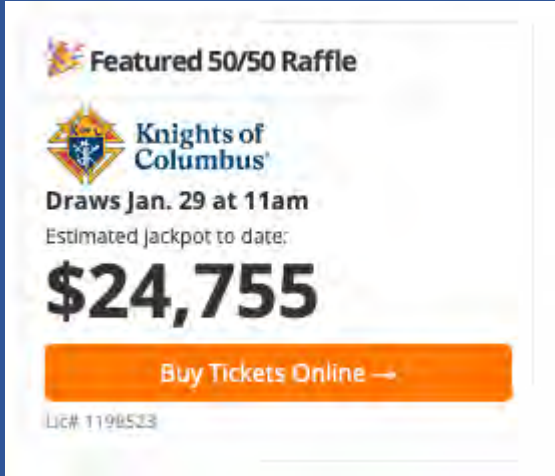 Featured 50/50 Raffle
Knights of
Columbus
Draws Jan. 29 at 11am
Estimated jackpot to date:
$24,755
Buy Tickets Online →
Lic# 1199523